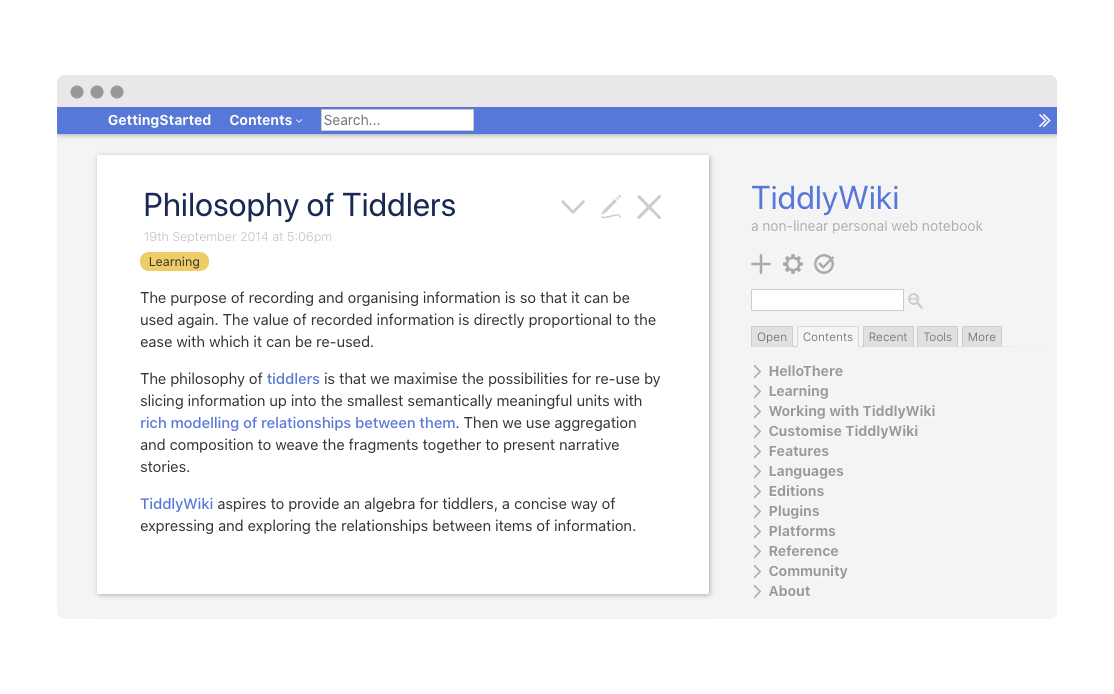 GettingStarted Contents Search...
Philosophy of Tiddlers
19th September 2014 at 5:06pm
Learning
The purpose of recording and organising information is so that it can be
used again. The value of recorded information is directly proportional to the
ease with which it can be re-used.
The philosophy of tiddlers is that we maximise the possibilities for re-use by
slicing information up into the smallest semantically meaningful units with
rich modelling of relationships between them. Then we use aggregation
and composition to weave the fragments together to present narrative
stories.
TiddlyWiki aspires to provide an algebra for tiddlers, a concise way of
expressing and exploring the relationships between items of information.
TiddlyWiki
a non-linear personal web notebook
Open Contents Recent Tools More
HelloThere
Learning
Working with TiddlyWiki
Customise TiddlyWiki
Features
Languages
Editions
Plugins
Platforms
Reference
Community
About